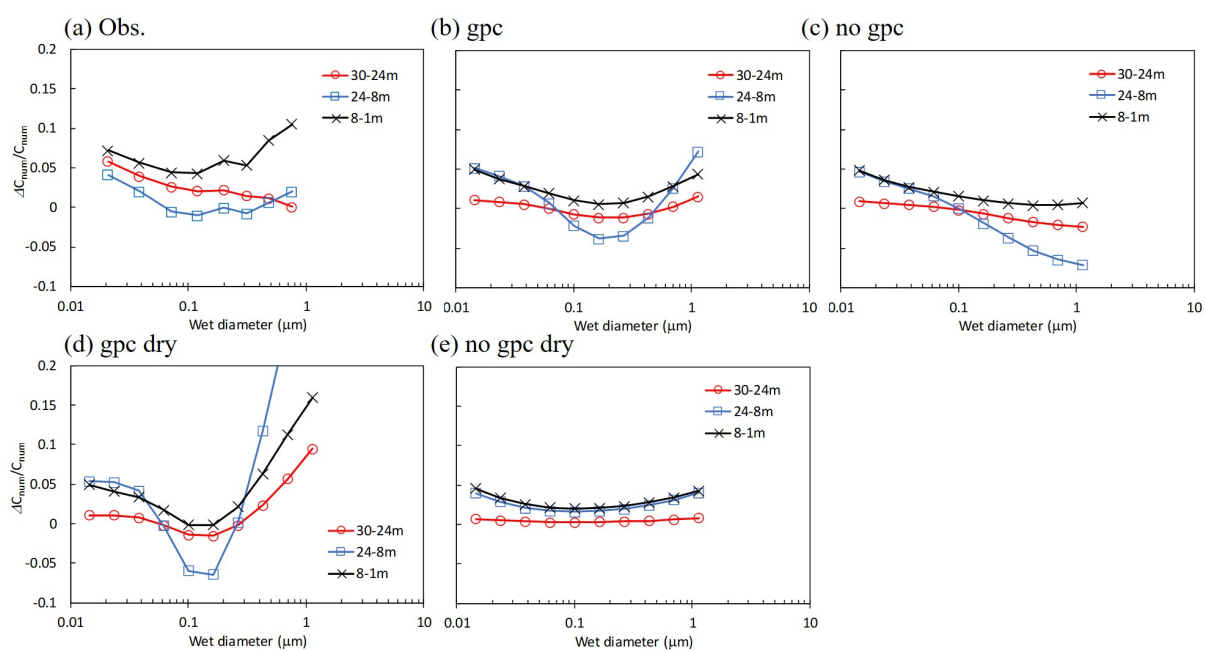 (a) Obs.
(b) gpc
(c) no gpc
0.2
0.15
0.1
0.05
0
-0.05
-0.1
ΔCnum/Cnum
30-24m
24-8m
8-1m
30-24m
24-8m
8-1m
30-24m
24-8m
8-1m
0.01 0.1 1 10
0.01 0.1 1 10
0.01 0.1 1 10
Wet diameter (μm)
Wet diameter (μm)
Wet diameter (μm)
(d) gpc dry
(e) no gpc dry
0.2
0.15
0.1
0.05
0
-0.05
-0.1
ΔCnum/Cnum
30-24m
24-8m
8-1m
30-24m
24-8m
8-1m
0.01 0.1 1 10
0.01 0.1 1 10
Wet diameter (μm)
Wet diameter (μm)